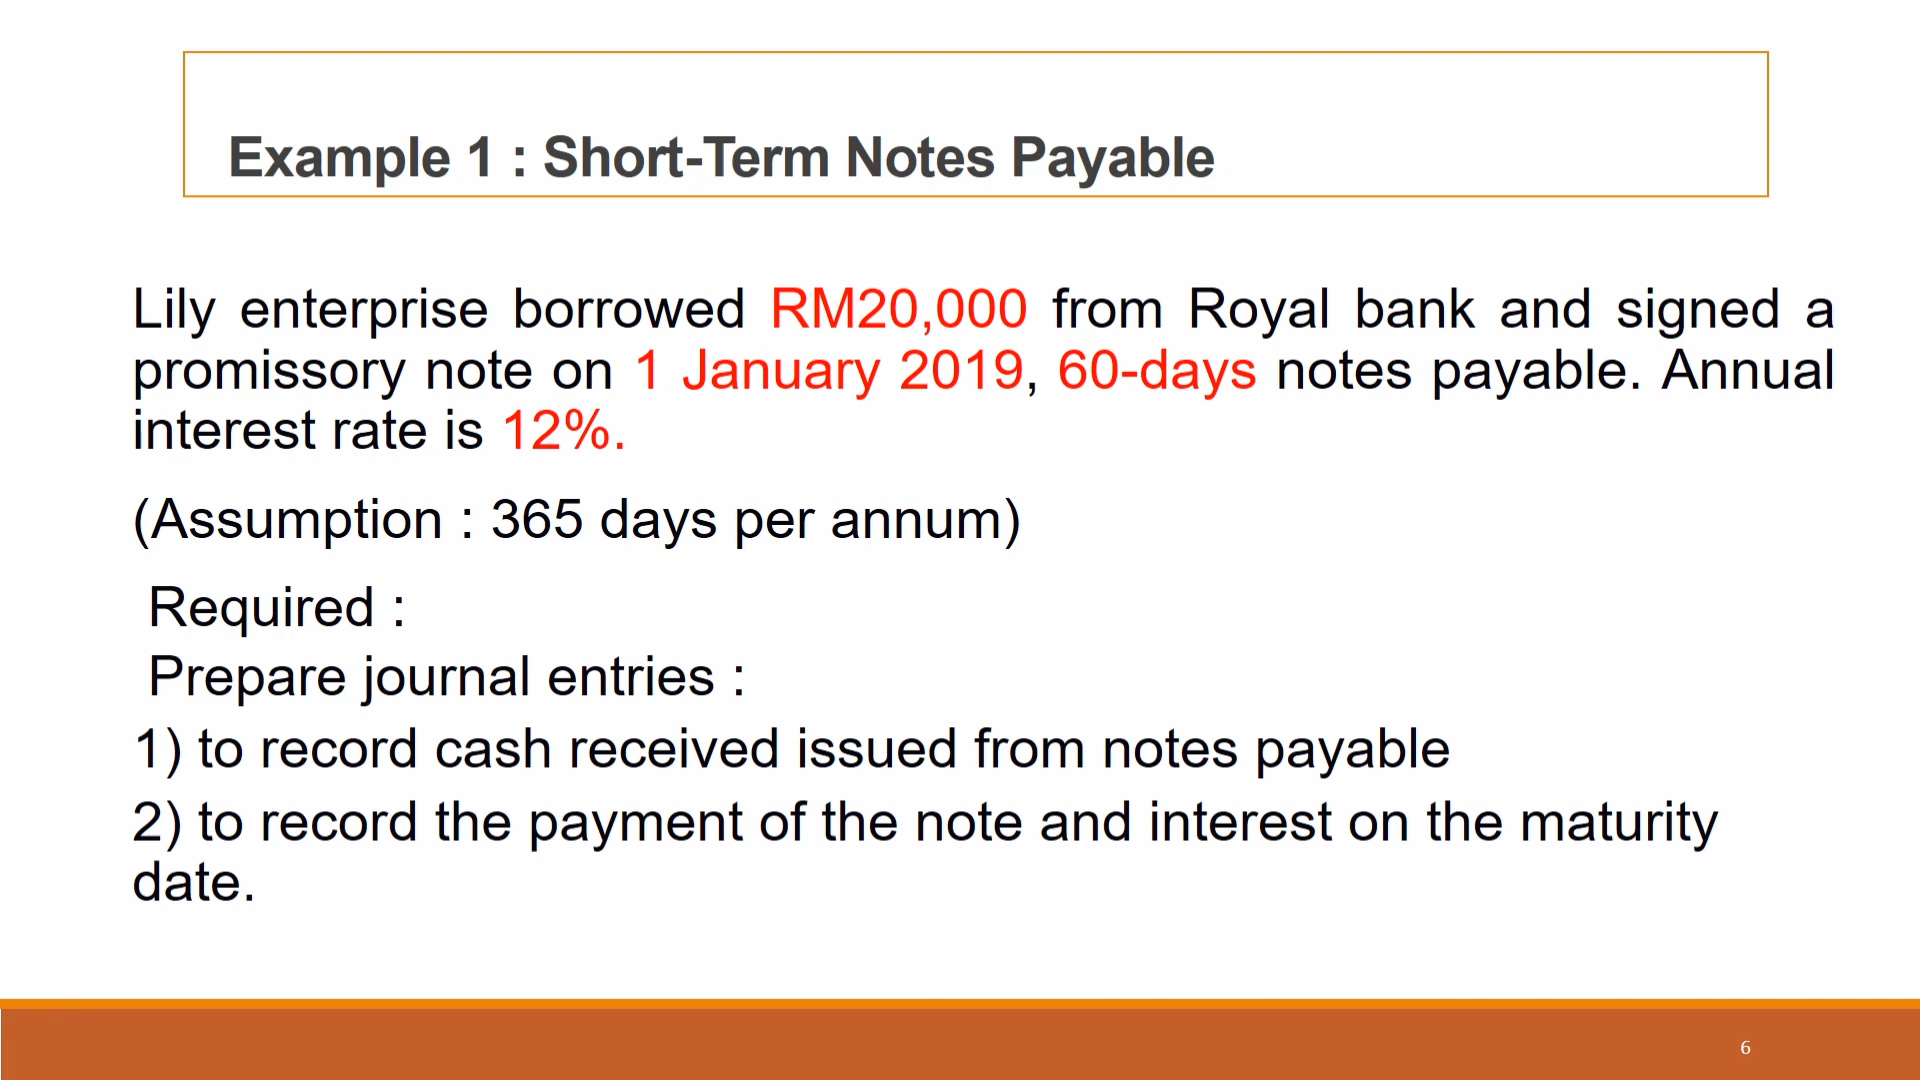 Example 1 : Short-Term Notes Payable
Lily enterprise borrowed RM20,000 from Royal bank and signed a
promissory note on 1 January 2019, 60-days notes payable. Annual
interest rate is 12%.
(Assumption : 365 days per annum)
Required :
Prepare journal entries :
1) to record cash received issued from notes payable
2) to record the payment of the note and interest on the maturity
date.
6